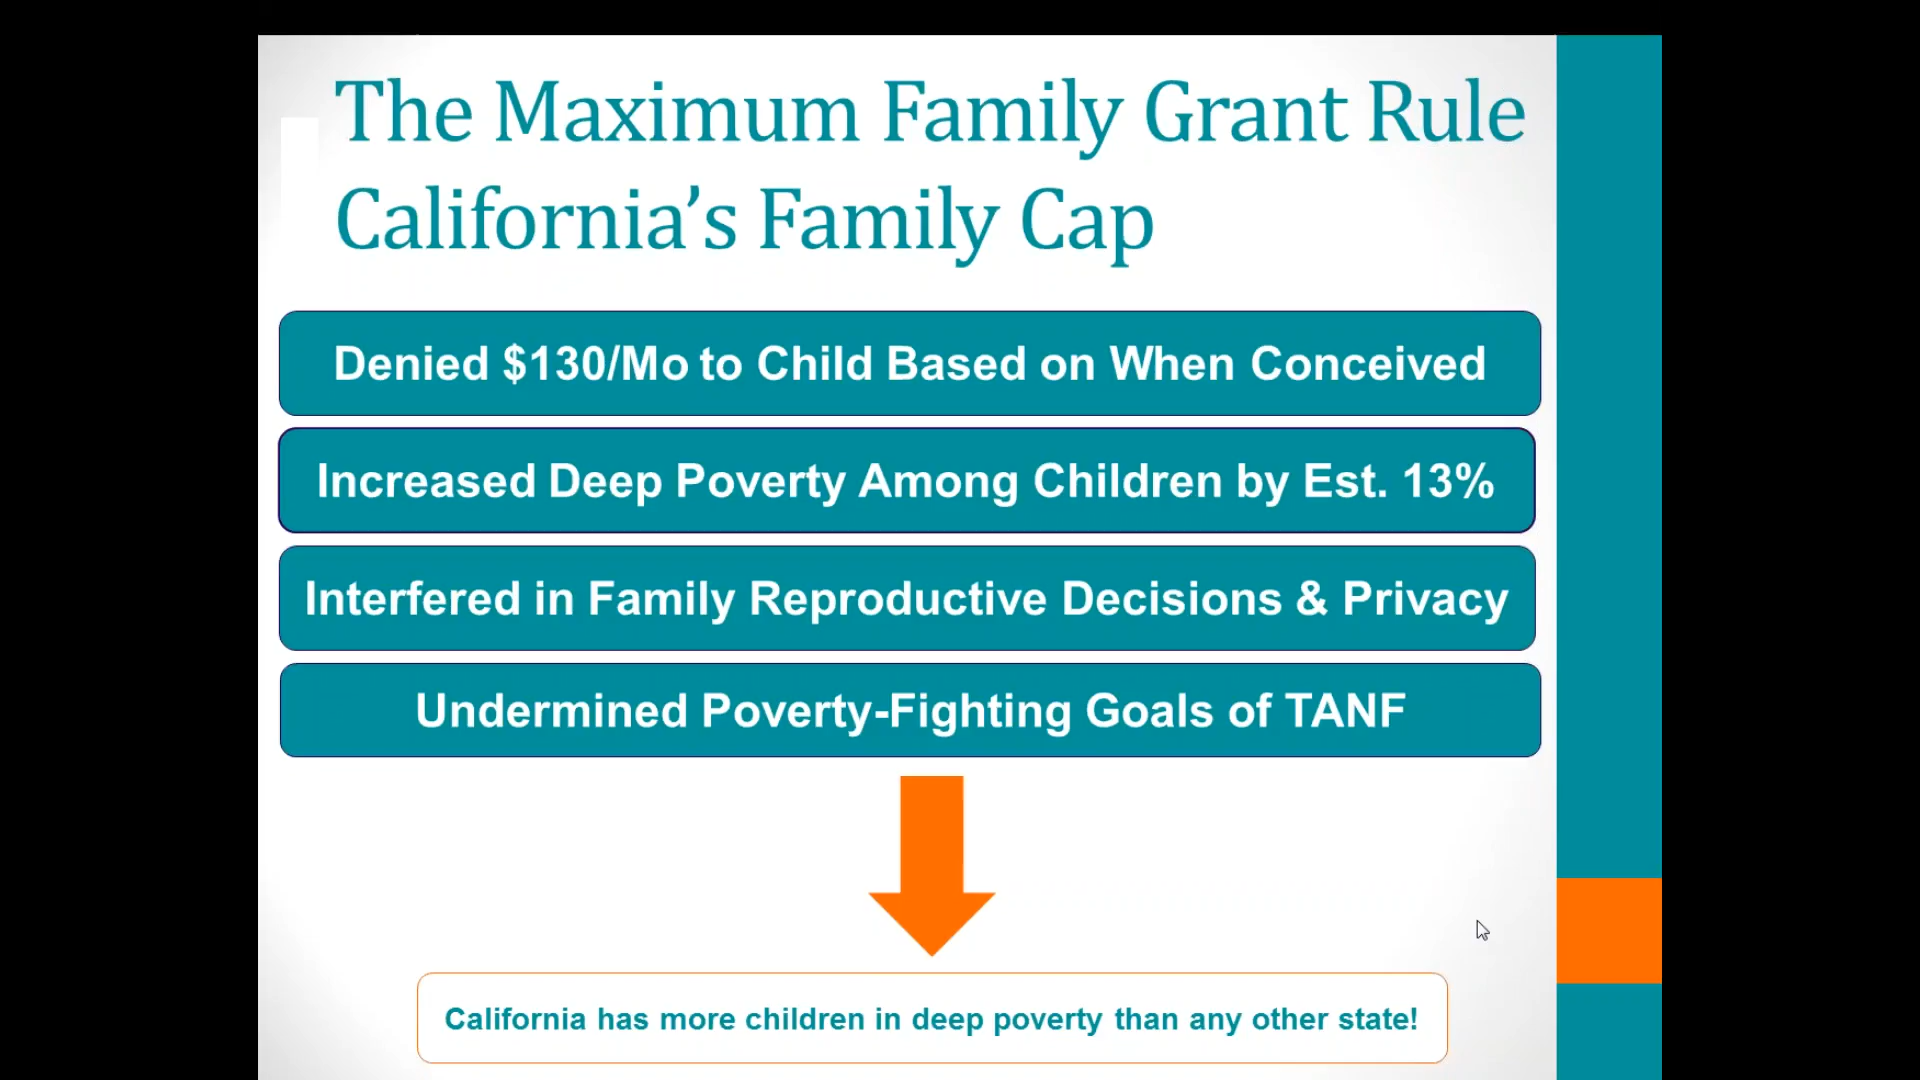 The Maximum Family Grant Rule
California’s Family Cap
Denied $130/Mo to Child Based on When Conceived
Increased Deep Poverty Among Children by Est. 13%
Interfered in Family Reproductive Decisions & Privacy
Undermined Poverty-Fighting Goals of TANF
California has more children in deep poverty than any other state!